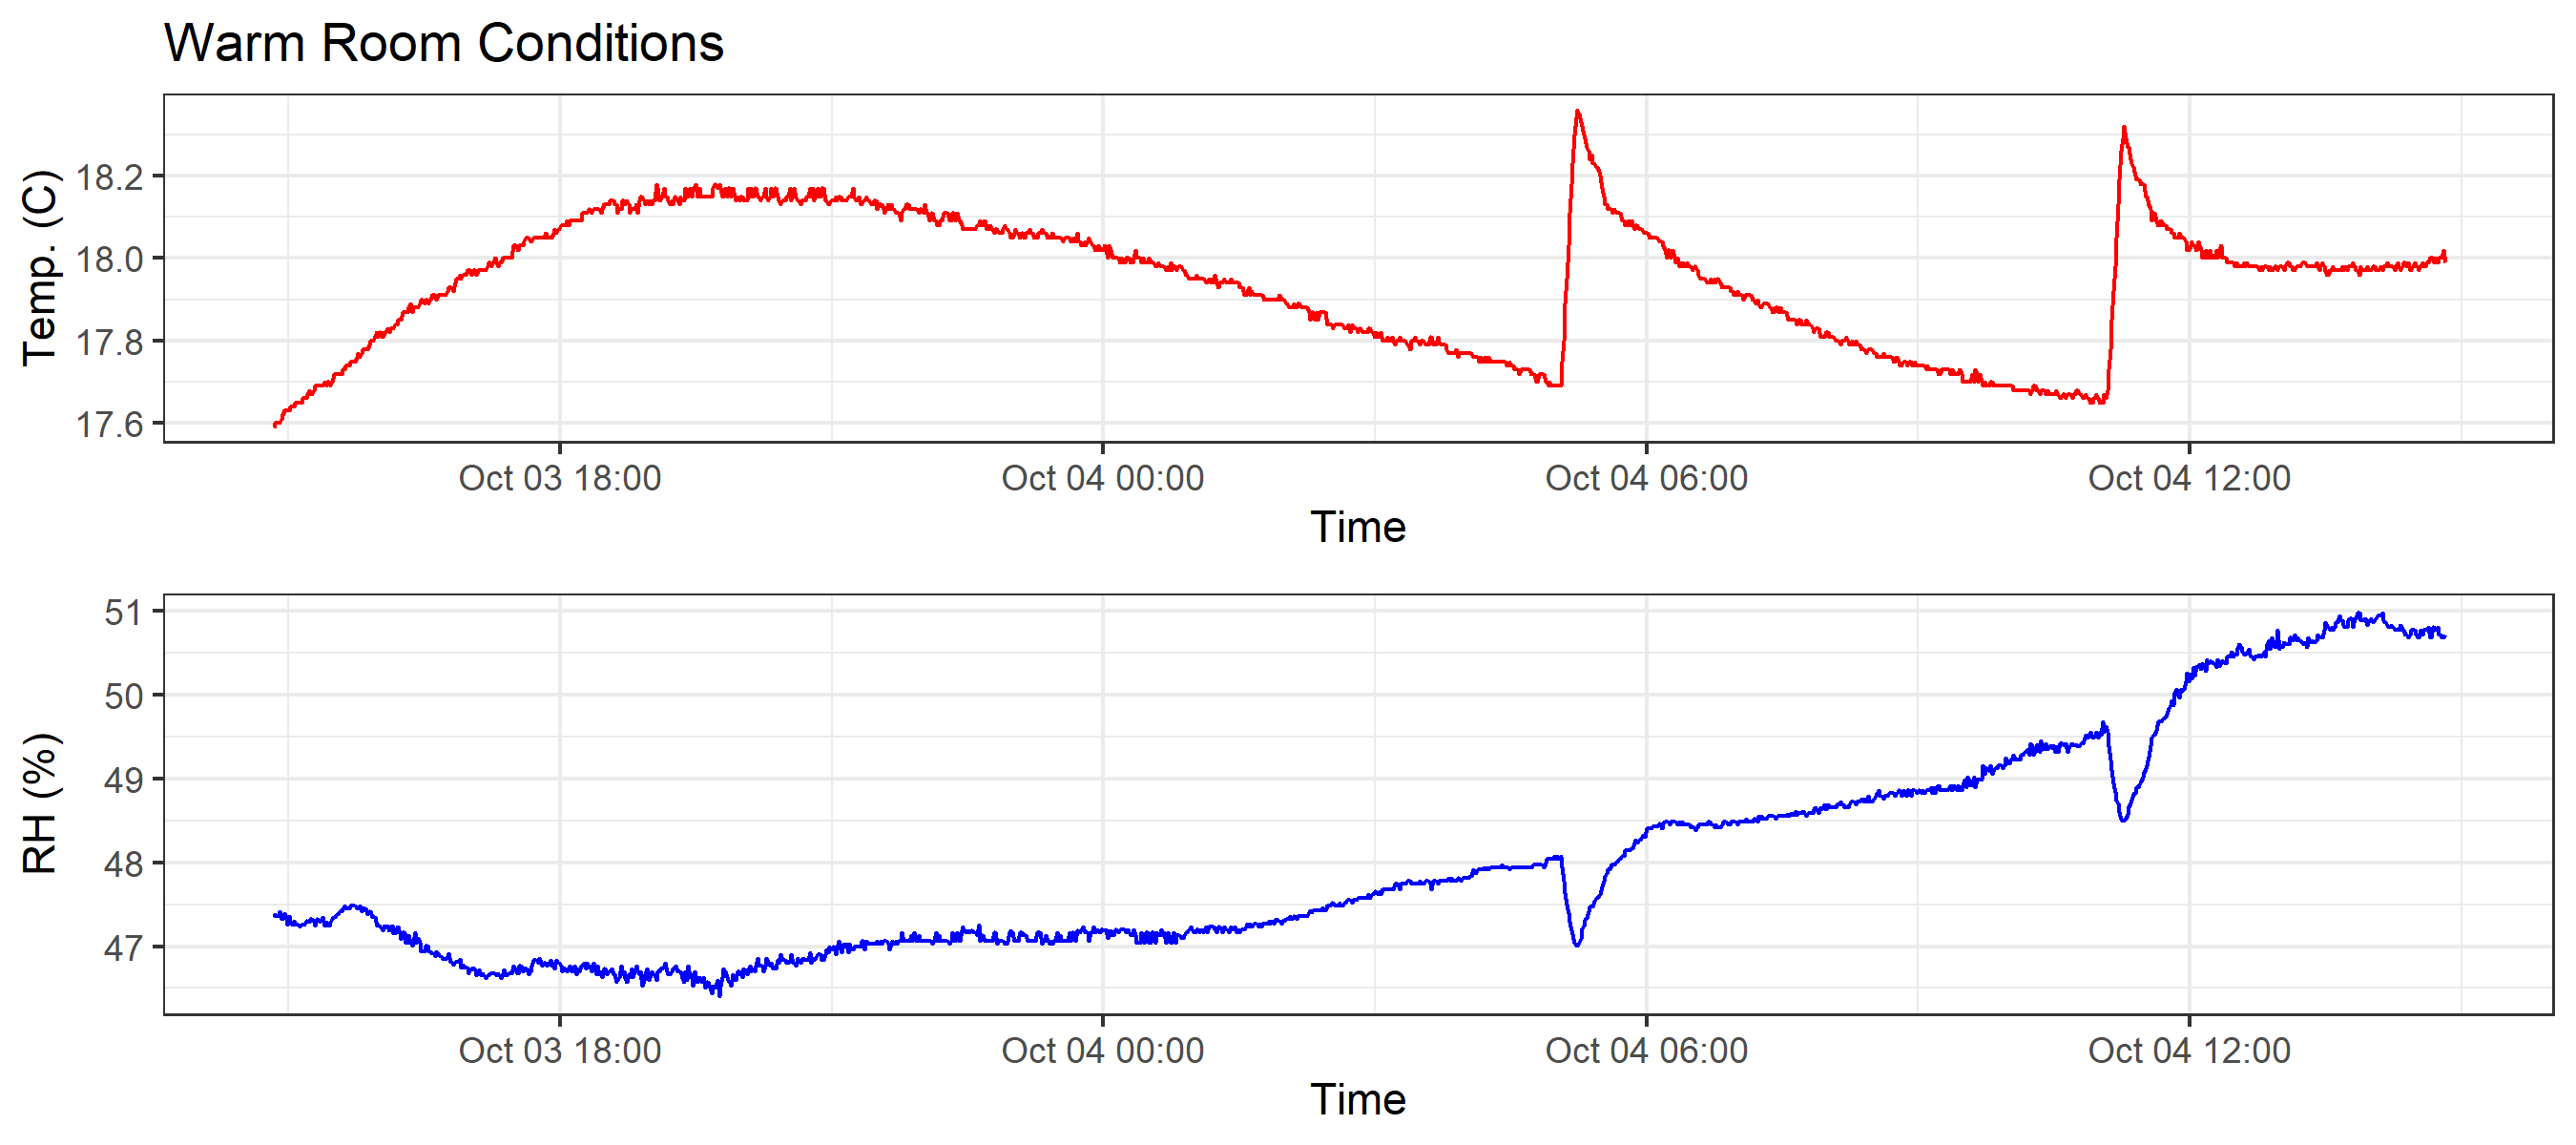 Warm Room Conditions
Temp. (C)
18.2
18.0
17.8
17.6
Oct 03 18:00 Oct 04 00:00 Oct 04 06:00 Oct 04 12:00
Time
RH (%)
51
50
49
48
47
Oct 03 18:00 Oct 04 00:00 Oct 04 06:00 Oct 04 12:00
Time